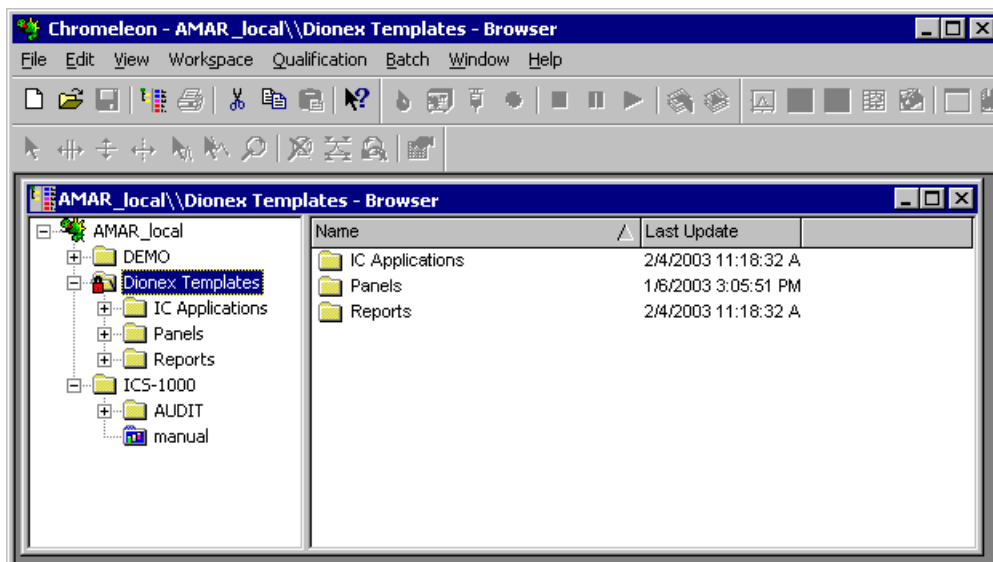 Chromeleon - AMAR_local\\Dionex Templates - Browser
File Edit View Workspace Qualification Batch Window Help
AMAR_local\\Dionex Templates - Browser
AMAR_local
DEMO
Dionex Templates
IC Applications
Panels
Reports
ICS-1000
AUDIT
manual
Name Last Update
IC Applications 2/4/2003 11:18:32 A
Panels 1/6/2003 3:05:51 PM
Reports 2/4/2003 11:18:32 A